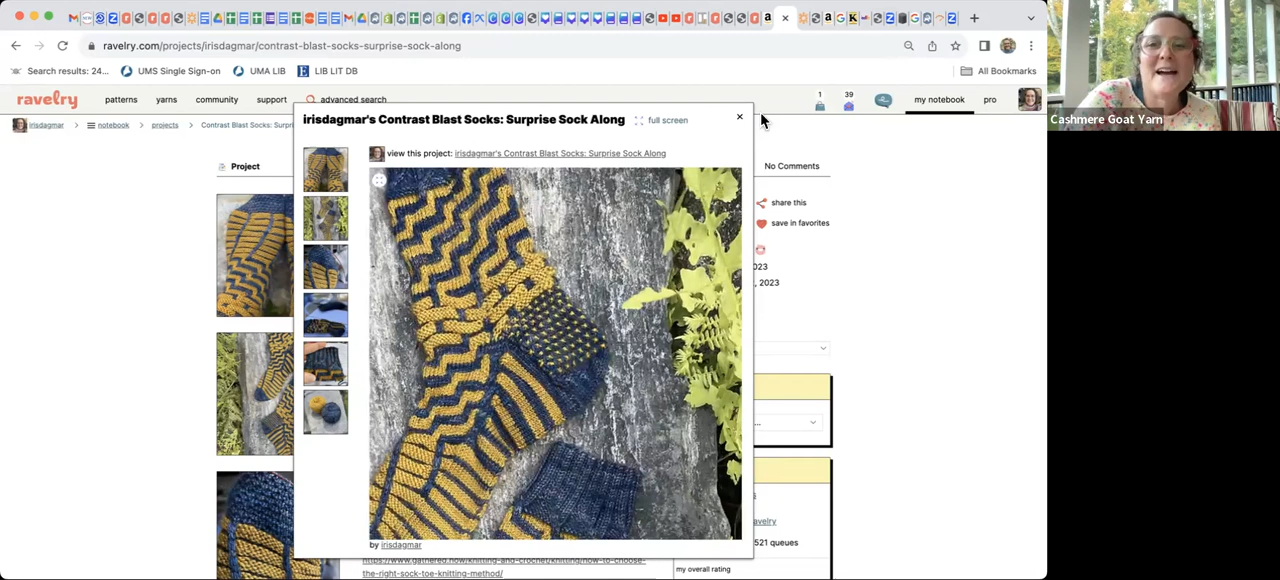 ravelry.com/projects/irisdagmar/contrast-blast-socks-surprise-sock-along
Search results: 24...
UMS Single Sign-on
UMA LIB
LIB LIT DB
All Bookmarks
ravelry
patterns
yarns
community
support
advanced search
1
39
my notebook
pro
irisdagmar
notebook
projects
Contrast Blast Socks: Surpr
irisdagmar's Contrast Blast Socks: Surprise Sock Along
full screen
Cashmere Goat Yarn
view this project: irisdagmar's Contrast Blast Socks: Surprise Sock Along
Project
No Comments
share this
save in favorites
023
, 2023
avelry
521 queues
by irisdagmar
https://www.gathered.how/knitting-and-crochet/knitting/how-to-choose-
the-right-sock-toe-knitting-method/
my overall rating